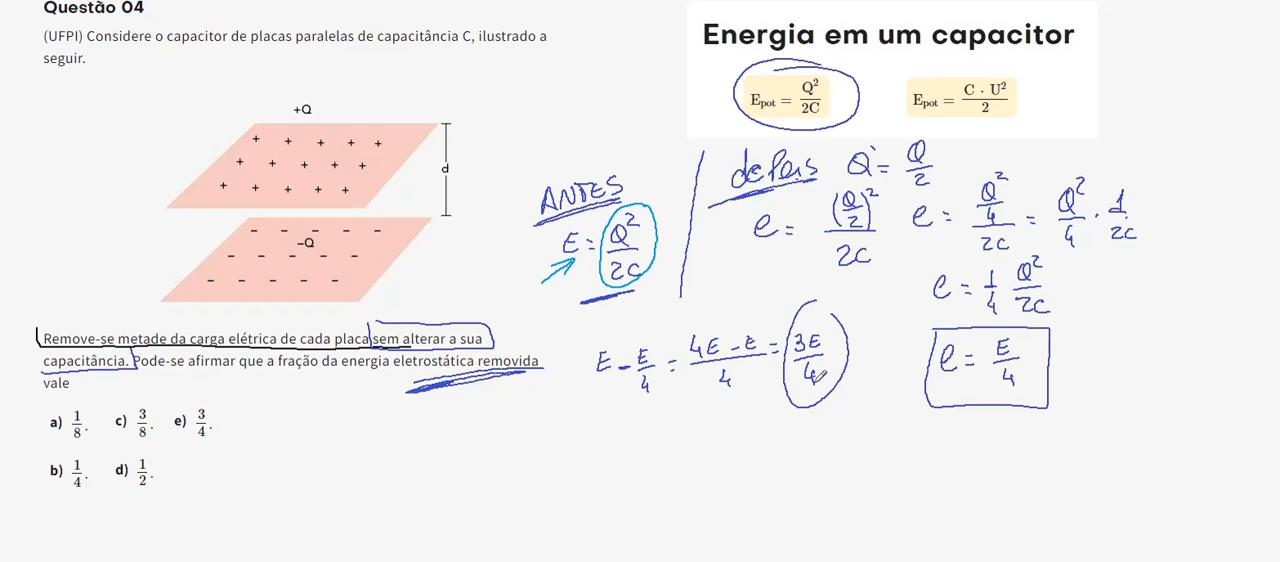 Questão 04
(UFPI) Considere o capacitor de placas paralelas de capacitância C, ilustrado a
seguir.
+Q
d
-Q
Remove-se metade da carga elétrica de cada placa sem alterar a sua
capacitância. Pode-se afirmar que a fração da energia eletrostática removida
vale
a) 1/8. c) 3/8. e) 3/4.
b) 1/4. d) 1/2.
Energia em um capacitor
E_pot = Q²/2C E_pot = C · U²/2
ANTES
E = Q²/2C
depois Q' = Q/2
e = (Q/2)²/2C e = Q²/4/2C = Q²/4 · 1/2C
e = 1/4 Q²/2C
E - E/4 = 4E - E/4 = 3E/4
e = E/4